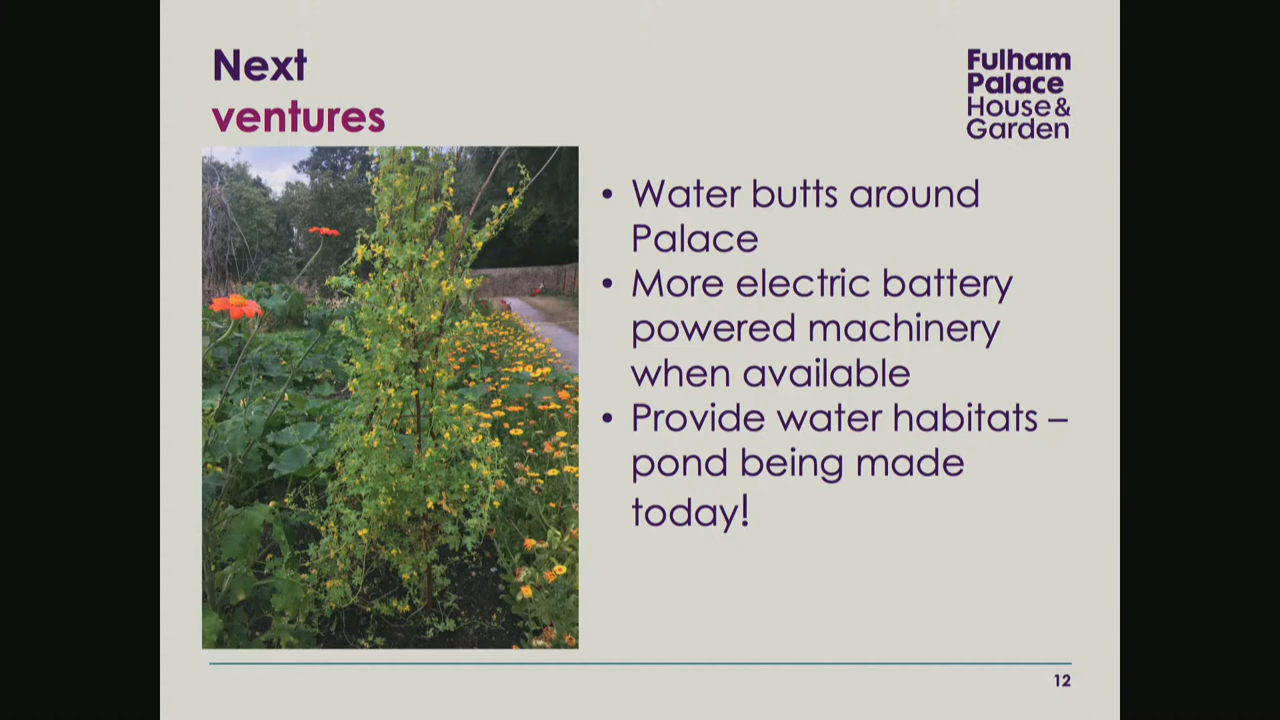 Next
ventures
Fulham
Palace
House&
Garden
• Water butts around
Palace
• More electric battery
powered machinery
when available
• Provide water habitats –
pond being made
today!
12